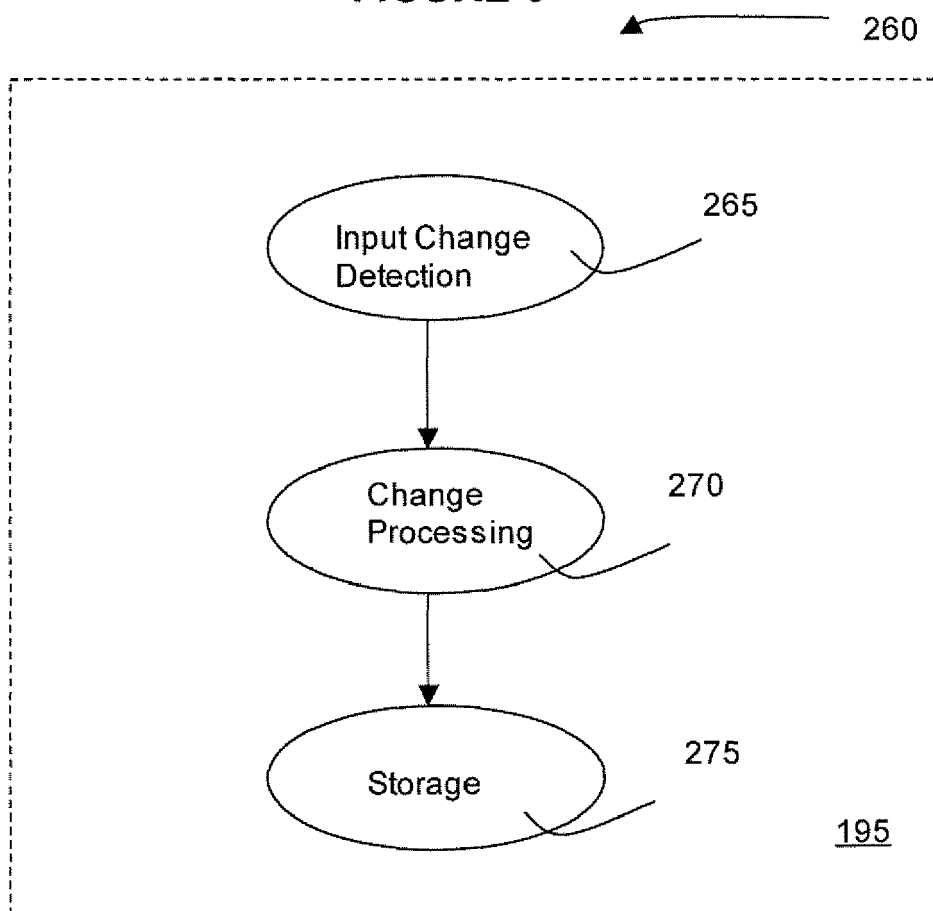 260
265
Input Change
Detection
270
Change
Processing
275
Storage
195